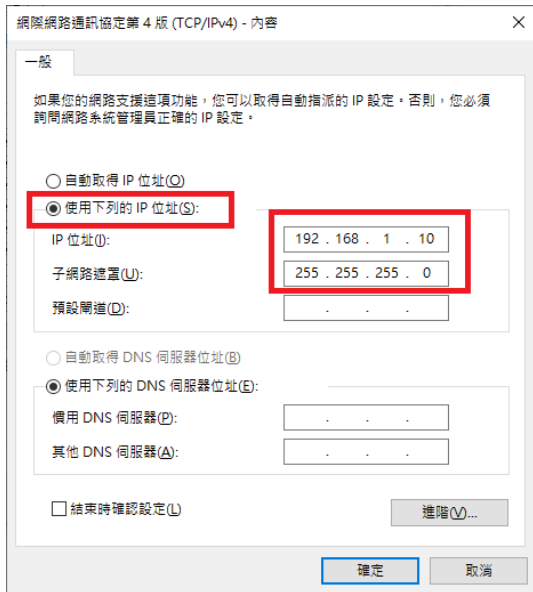 網際網路通訊協定第 4 版 (TCP/IPv4) - 內容
一般
如果您的網路支援這項功能，您可以取得自動指派的 IP 設定。否則，您必須
詢問網路系統管理員正確的 IP 設定。
自動取得 IP 位址(O)
使用下列的 IP 位址(S):
IP 位址(I): 192 . 168 . 1 . 10
子網路遮罩(U): 255 . 255 . 255 . 0
預設閘道(D): . . .
自動取得 DNS 伺服器位址(B)
使用下列的 DNS 伺服器位址(E):
慣用 DNS 伺服器(P): . . .
其他 DNS 伺服器(A): . . .
結束時確認設定(L)
進階(V)...
確定 取消